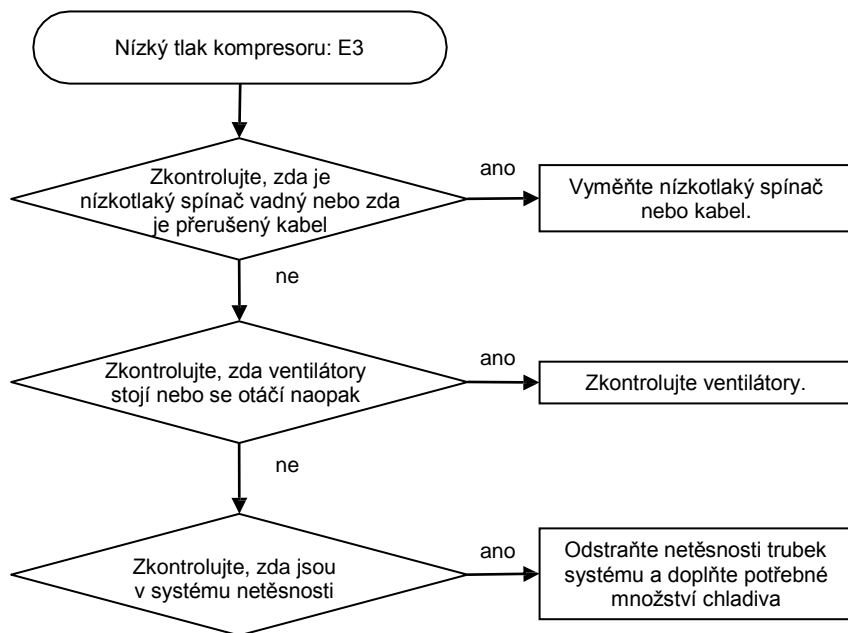 Nízký tlak kompresoru: E3
Zkontrolujte, zda je
nízkotlaký spínač vadný nebo zda
je přerušený kabel
ano
Vyměňte nízkotlaký spínač
nebo kabel.
ne
Zkontrolujte, zda ventilátory
stojí nebo se otáčí naopak
ano
Zkontrolujte ventilátory.
ne
Zkontrolujte, zda jsou
v systému netěsnosti
ano
Odstraňte netěsnosti trubek
systému a doplňte potřebné
množství chladiva